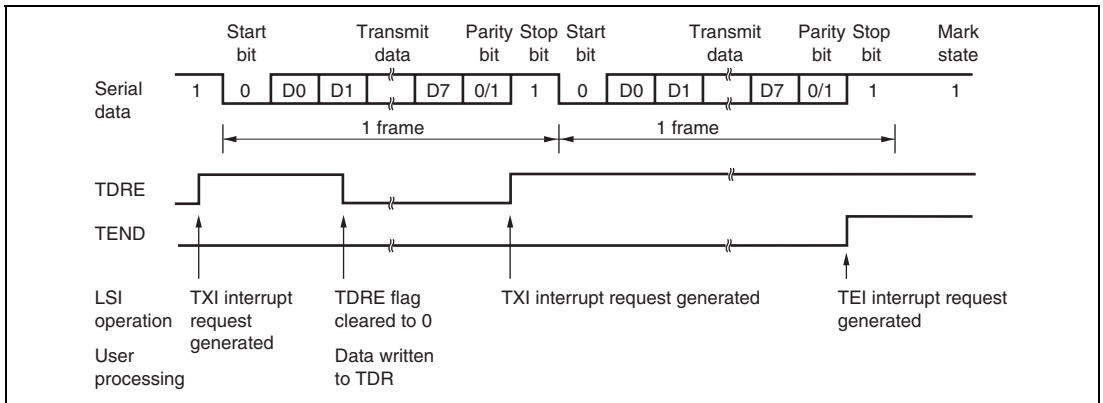 Start bit Transmit data Parity bit Stop bit Start bit Transmit data Parity bit Stop bit Mark state
Serial data 1 0 D0 D1 D7 0/1 1 0 D0 D1 D7 0/1 1 1
1 frame 1 frame
TDRE
TEND
LSI operation
TXI interrupt request generated
TDRE flag cleared to 0
TXI interrupt request generated
TEI interrupt request generated
User processing
Data written to TDR